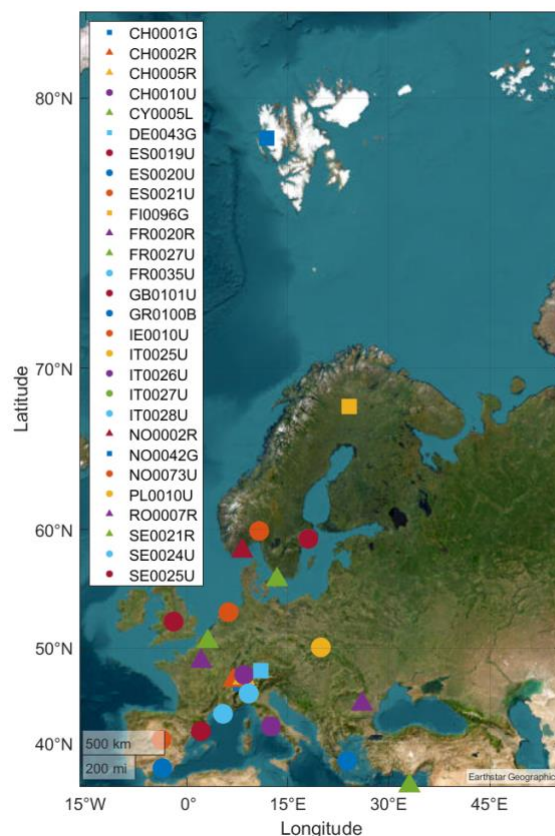 CH0001G
CH0002R
CH0005R
CH0010U
CY0005L
DE0043G
ES0019U
ES0020U
ES0021U
FI0096G
FR0020R
FR0027U
FR0035U
GB0101U
GR0100B
IE0010U
IT0025U
IT0026U
IT0027U
IT0028U
NO0002R
NO0042G
NO0073U
PL0010U
RO0007R
SE0021R
SE0024U
SE0025U
80°N
70°N
60°N
50°N
40°N
Latitude
500 km
200 mi
Earthstar Geographic
15°W
0°
15°E
30°E
45°E
Longitude